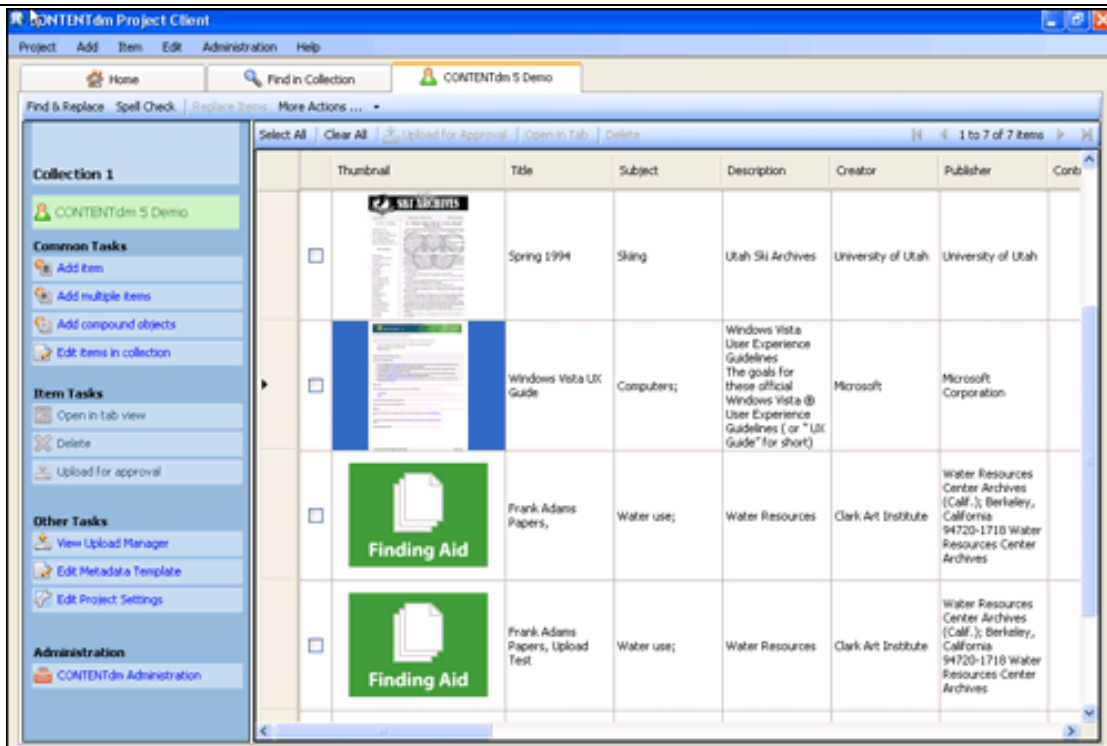 CONTENTdm Project Client
Project Add Item Edit Administration Help
Home Find in Collection CONTENTdm 5 Demo
Find & Replace Spell Check Replace Items More Actions ...
Select All Clear All Upload for Approval Open in Tab Delete 1 to 7 of 7 items
Collection 1
CONTENTdm 5 Demo
Common Tasks
Add item
Add multiple items
Add compound objects
Edit items in collection
Item Tasks
Open in tab view
Delete
Upload for approval
Other Tasks
View Upload Manager
Edit Metadata Template
Edit Project Settings
Administration
CONTENTdm Administration
Thumbnail Title Subject Description Creator Publisher Contr
SKI ARCHIVES
Spring 1994
Skiing
Utah Ski Archives
University of Utah
University of Utah
Windows Vista UX
Guide
Computers;
Windows Vista
User Experience
Guidelines
The goals for
these official
Windows Vista ®
User Experience
Guidelines ( or " UX
Guide" for short)
Microsoft
Microsoft
Corporation
Finding Aid
Frank Adams
Papers,
Water use;
Water Resources
Clark Art Institute
Water Resources
Center Archives
(Calif.); Berkeley,
California
94720-1718 Water
Resources Center
Archives
Finding Aid
Frank Adams
Papers, Upload
Test
Water use;
Water Resources
Clark Art Institute
Water Resources
Center Archives
(Calif.); Berkeley,
California
94720-1718 Water
Resources Center
Archives